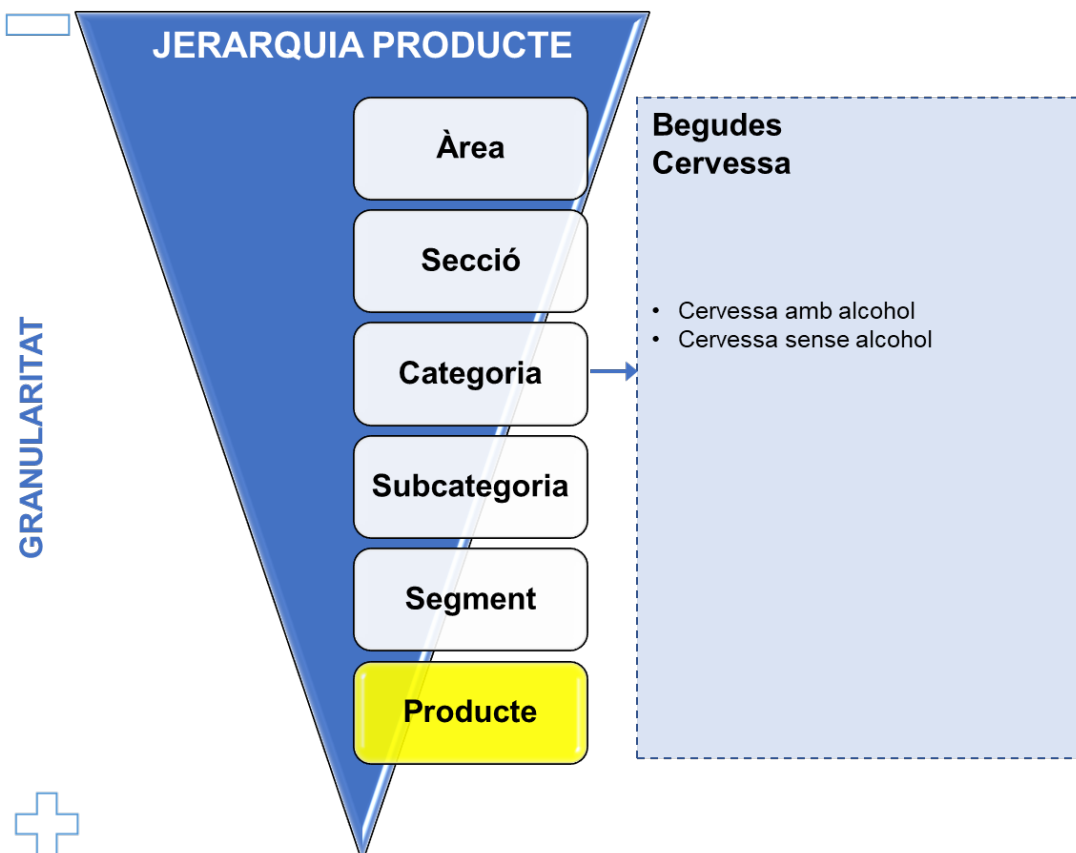 JERARQUIA PRODUCTE
Àrea
Secció
Categoria
Subcategoria
Segment
Producte
Begudes
Cervessa
• Cervessa amb alcohol
• Cervessa sense alcohol
GRANULARITAT